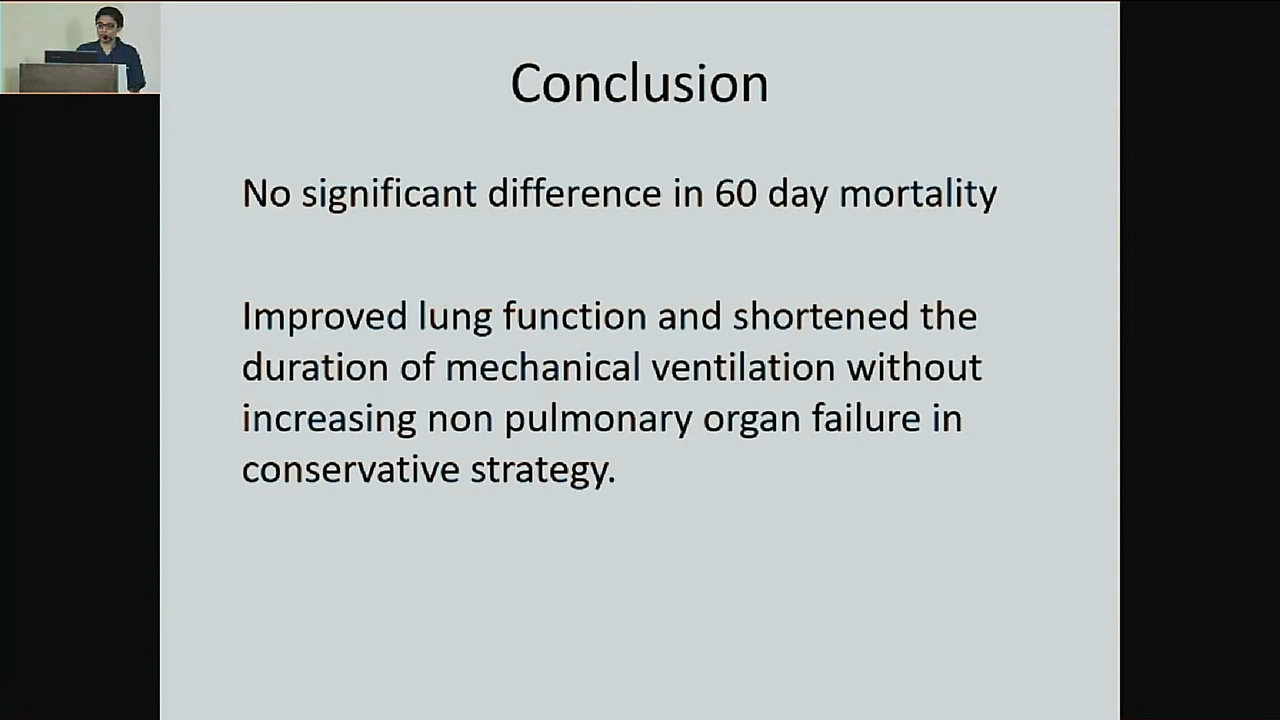 Conclusion
No significant difference in 60 day mortality
Improved lung function and shortened the
duration of mechanical ventilation without
increasing non pulmonary organ failure in
conservative strategy.